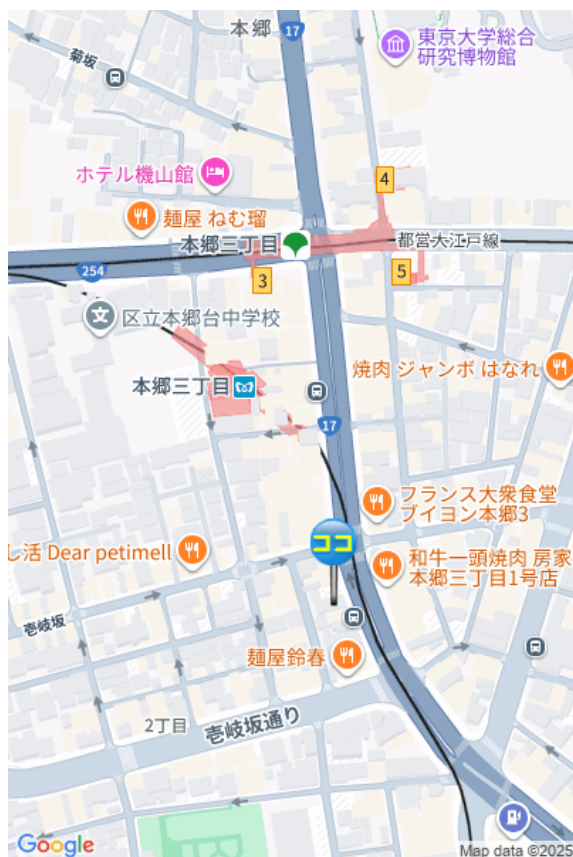 本郷
17
東京大学総合
研究博物館
菊坂
ホテル機山館
4
麺屋 ねむ瑠
本郷三丁目
都営大江戸線
254
3
5
区立本郷台中学校
焼肉 ジャンボ はなれ
本郷三丁目
17
フランス大衆食堂
ブイヨン本郷3
ココ
し活 Dear petimell
和牛一頭焼肉 房家
本郷三丁目1号店
壱岐坂
麺屋鈴春
2丁目
壱岐坂通り
Google
Map data ©2025